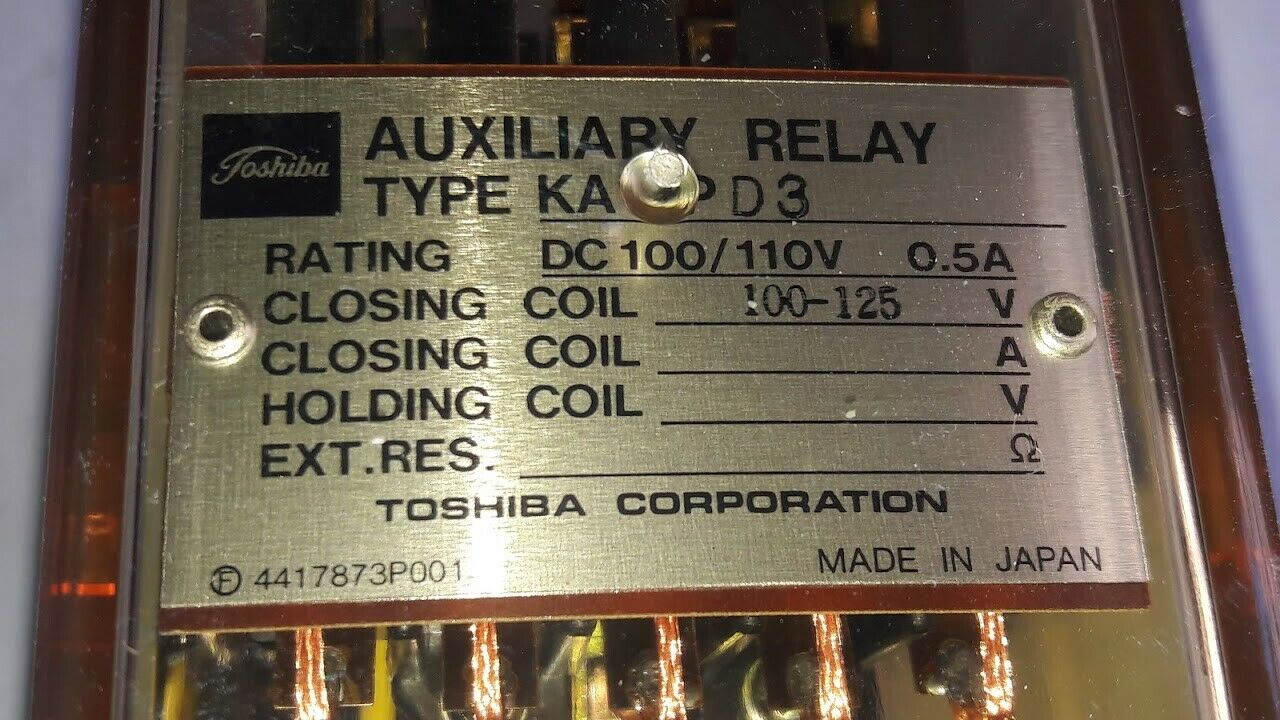 Toshiba
AUXILIARY RELAY
TYPE KA D3
RATING DC 100/110V 0.5A
CLOSING COIL 100-125 V
CLOSING COIL A
HOLDING COIL V
EXT.RES. Ω
TOSHIBA CORPORATION
Ⓕ 4417873P001 MADE IN JAPAN